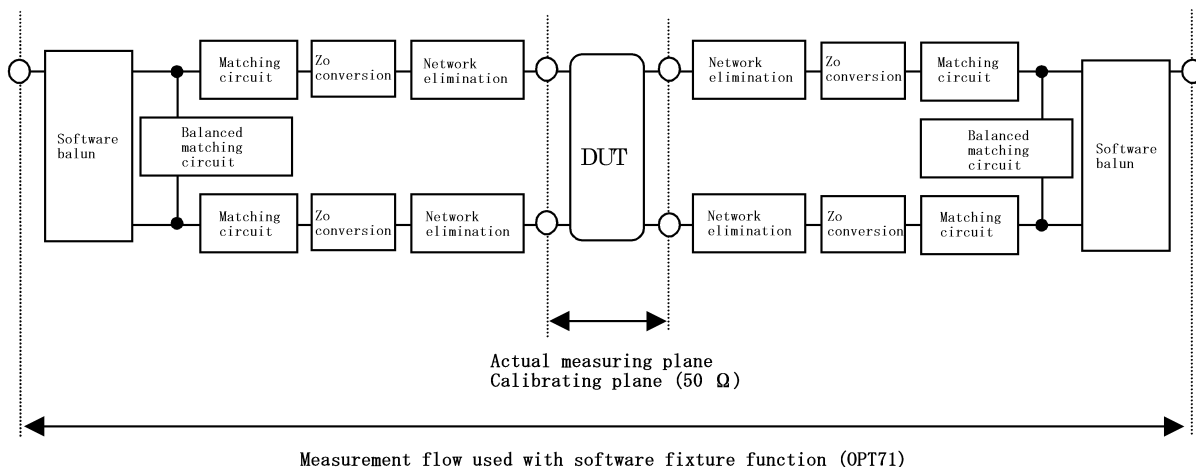 Matching
circuit
Zo
conversion
Network
elimination
Network
elimination
Zo
conversion
Matching
circuit
Software
balun
Balanced
matching
circuit
DUT
Balanced
matching
circuit
Software
balun
Matching
circuit
Zo
conversion
Network
elimination
Network
elimination
Zo
conversion
Matching
circuit
Actual measuring plane
Calibrating plane (50 Ω)
Measurement flow used with software fixture function (OPT71)